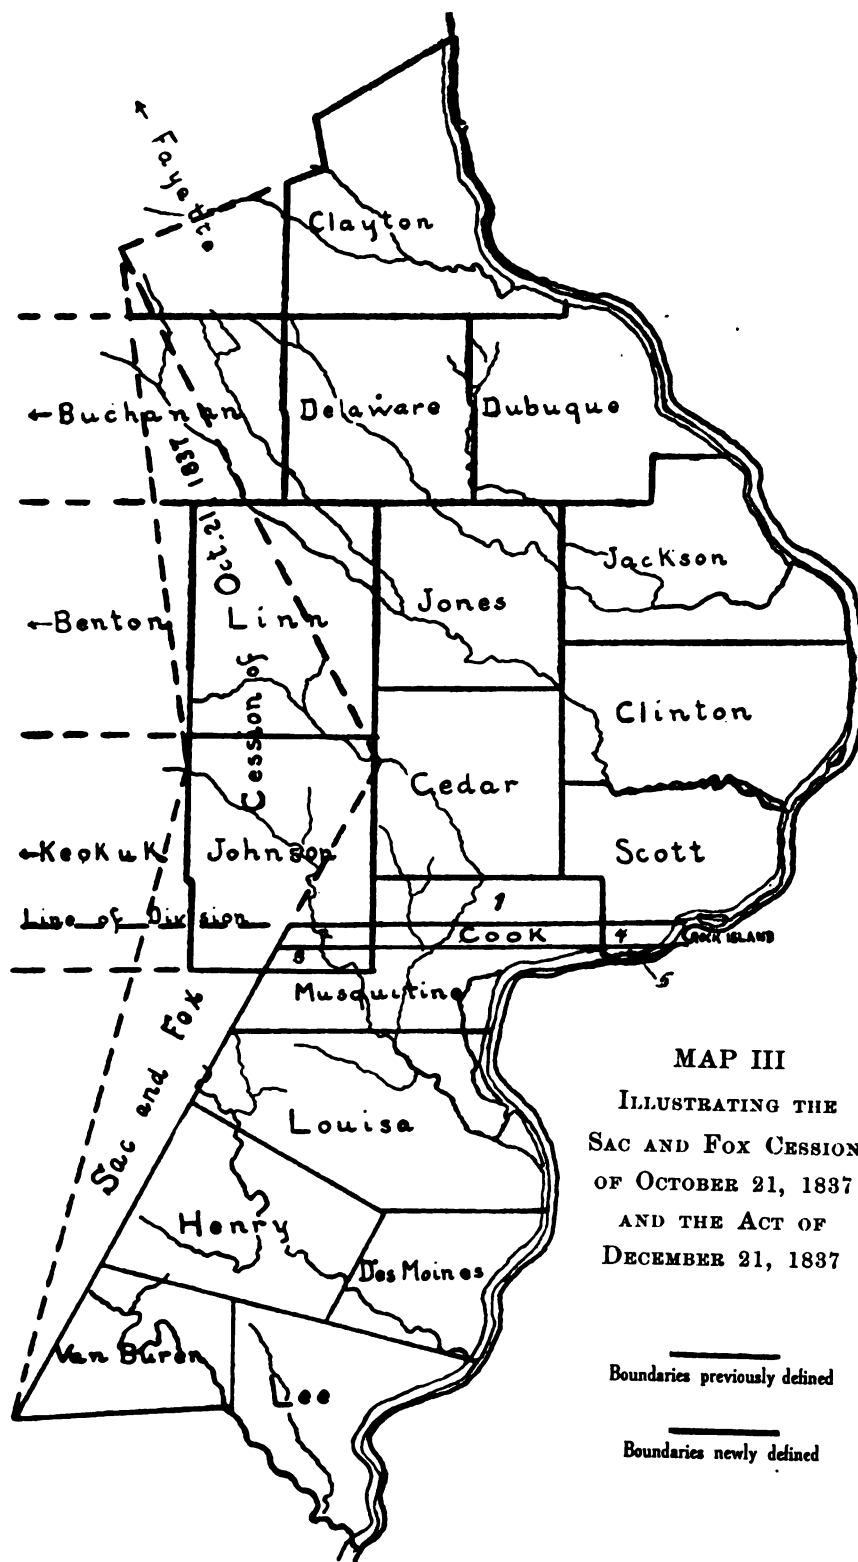 ← Fayette
Clayton
←Buchanan
Delaware
Dubuque
Jackson
←Benton
Linn
Jones
Clinton
Cedar
←Keokuk
Johnson
Scott
Cession of Oct. 21 1837
1
Line of Division
2
Cook
4
ROCK ISLAND
3
5
Musquitine
Sac and Fox
Louisa
Henry
Des Moines
Van Buren
Lee
MAP III
ILLUSTRATING THE
SAC AND FOX CESSION
OF OCTOBER 21, 1837
AND THE ACT OF
DECEMBER 21, 1837
Boundaries previously defined
Boundaries newly defined